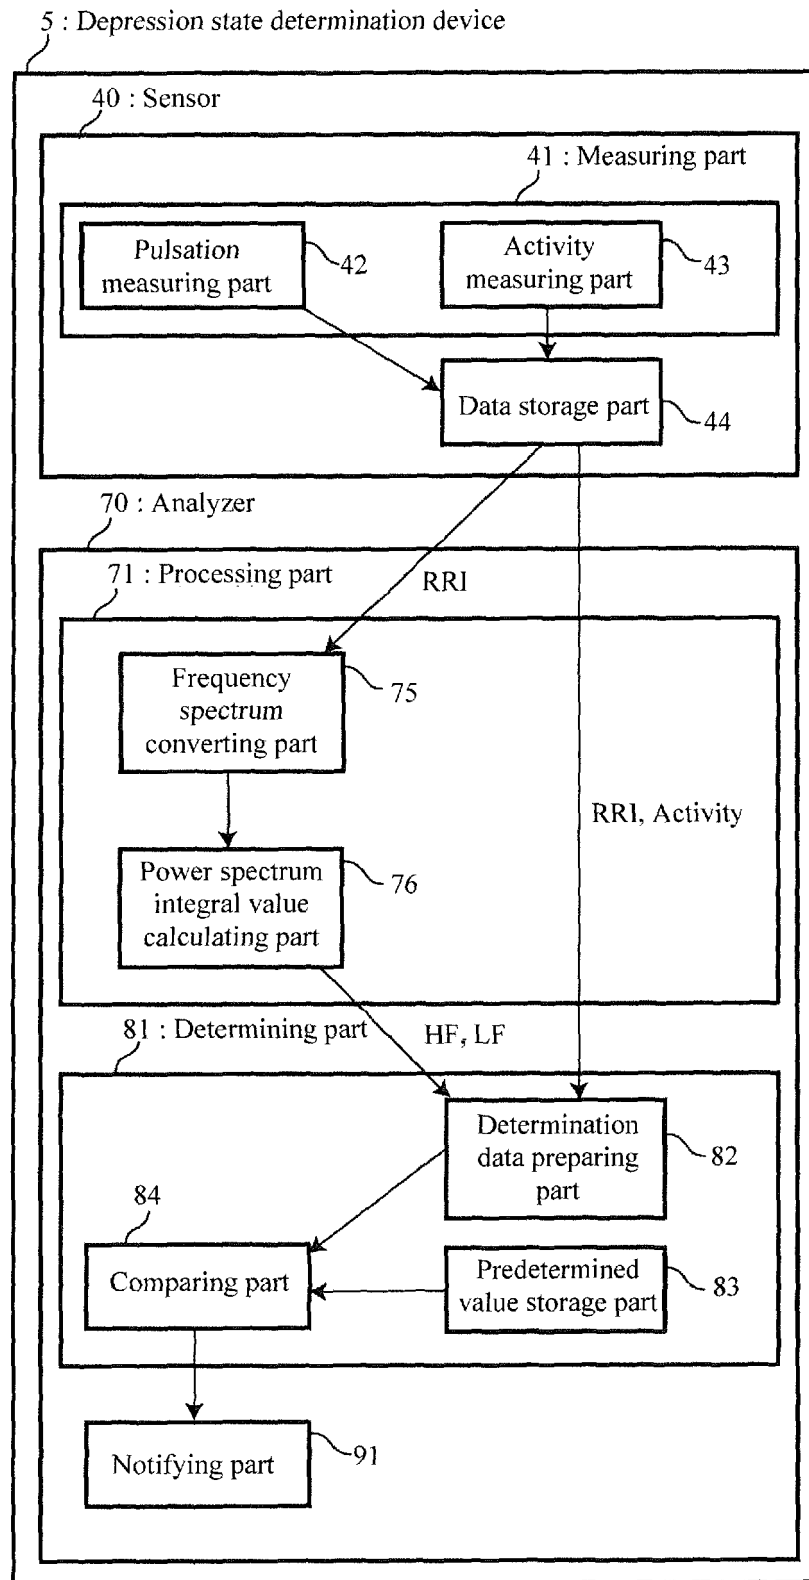 5 : Depression state determination device
40 : Sensor
41 : Measuring part
Pulsation
measuring part
42
Activity
measuring part
43
Data storage part
44
70 : Analyzer
71 : Processing part
RRI
Frequency
spectrum
converting part
75
RRI, Activity
Power spectrum
integral value
calculating part
76
81 : Determining part
HF, LF
Determination
data preparing
part
82
84
Comparing part
Predetermined
value storage part
83
Notifying part
91